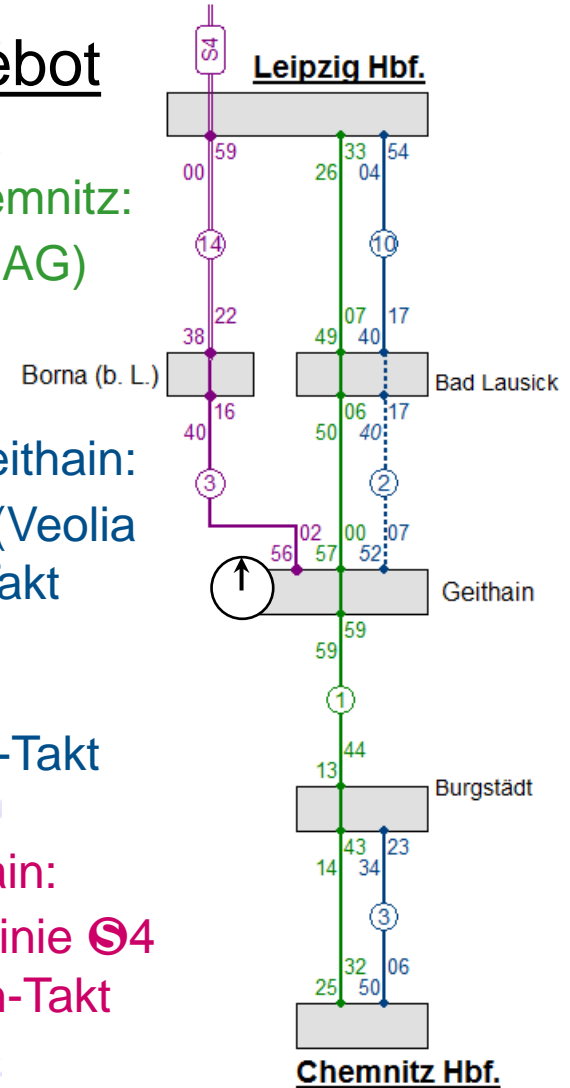 ebot
emnitz:
AG)
eithain:
(Veolia
akt
-Takt
ain:
inie S4
n-Takt
S4
Leipzig Hbf.
59 33 54
00 26 04
14 10
22 07 17
38 49 40
Borna (b. L.) Bad Lausick
16 06 17
40 50 40
3 2
02 00 07
56 57 52
Geithain
59
59
1
44
13
Burgstädt
43 23
14 34
3
32 06
25 50
Chemnitz Hbf.